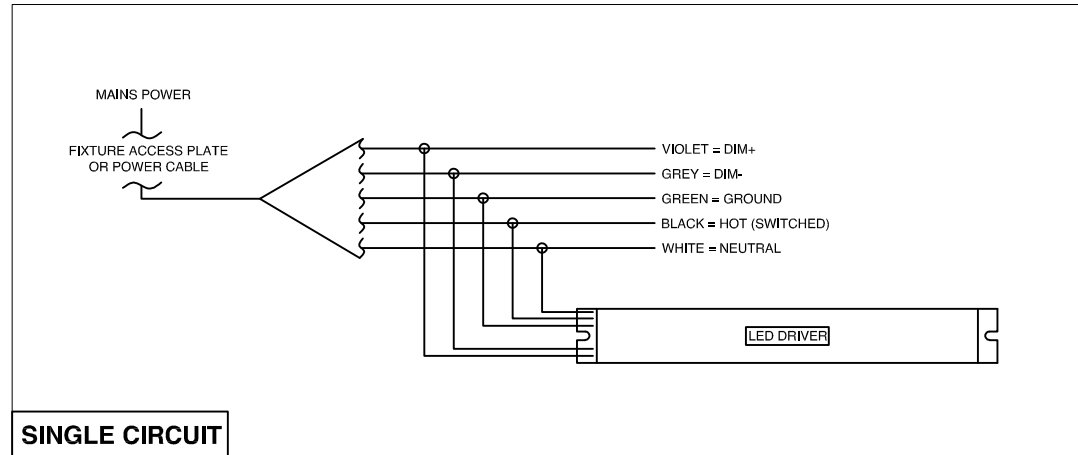 MAINS POWER
FIXTURE ACCESS PLATE
OR POWER CABLE
VIOLET = DIM+
GREY = DIM-
GREEN = GROUND
BLACK = HOT (SWITCHED)
WHITE = NEUTRAL
LED DRIVER
SINGLE CIRCUIT